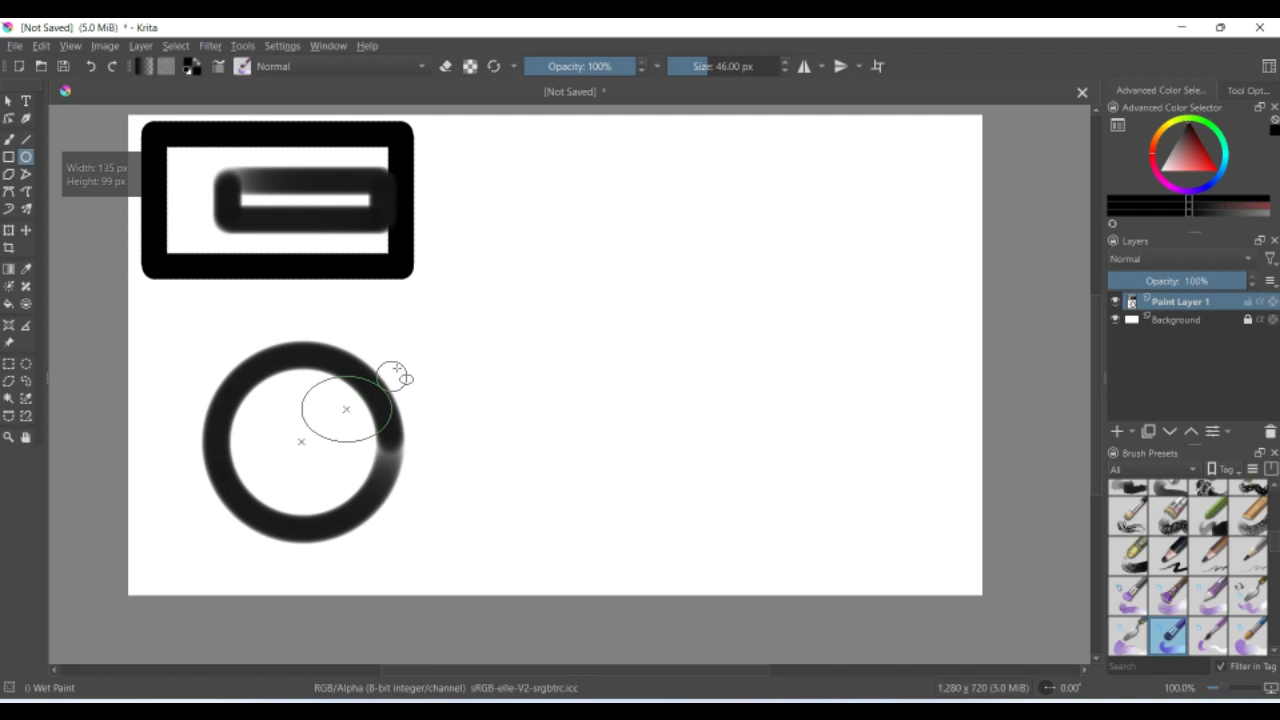 [Not Saved] (5.0 MiB) * - Krita
File Edit View Image Layer Select Filter Tools Settings Window Help
Normal Opacity: 100% Size: 46.00 px
[Not Saved] *
Advanced Color Sele... Tool Opt...
Advanced Color Selector
Width: 135 px
Height: 99 px
Layers
Normal
Opacity: 100%
Paint Layer 1
Background
Brush Presets
All Tag
Search Filter in Tag
i) Wet Paint RGB/Alpha (8-bit integer/channel) sRGB-elle-V2-srgbtrc.icc 1,280 x 720 (5.0 MiB) 0.00° 100.0%